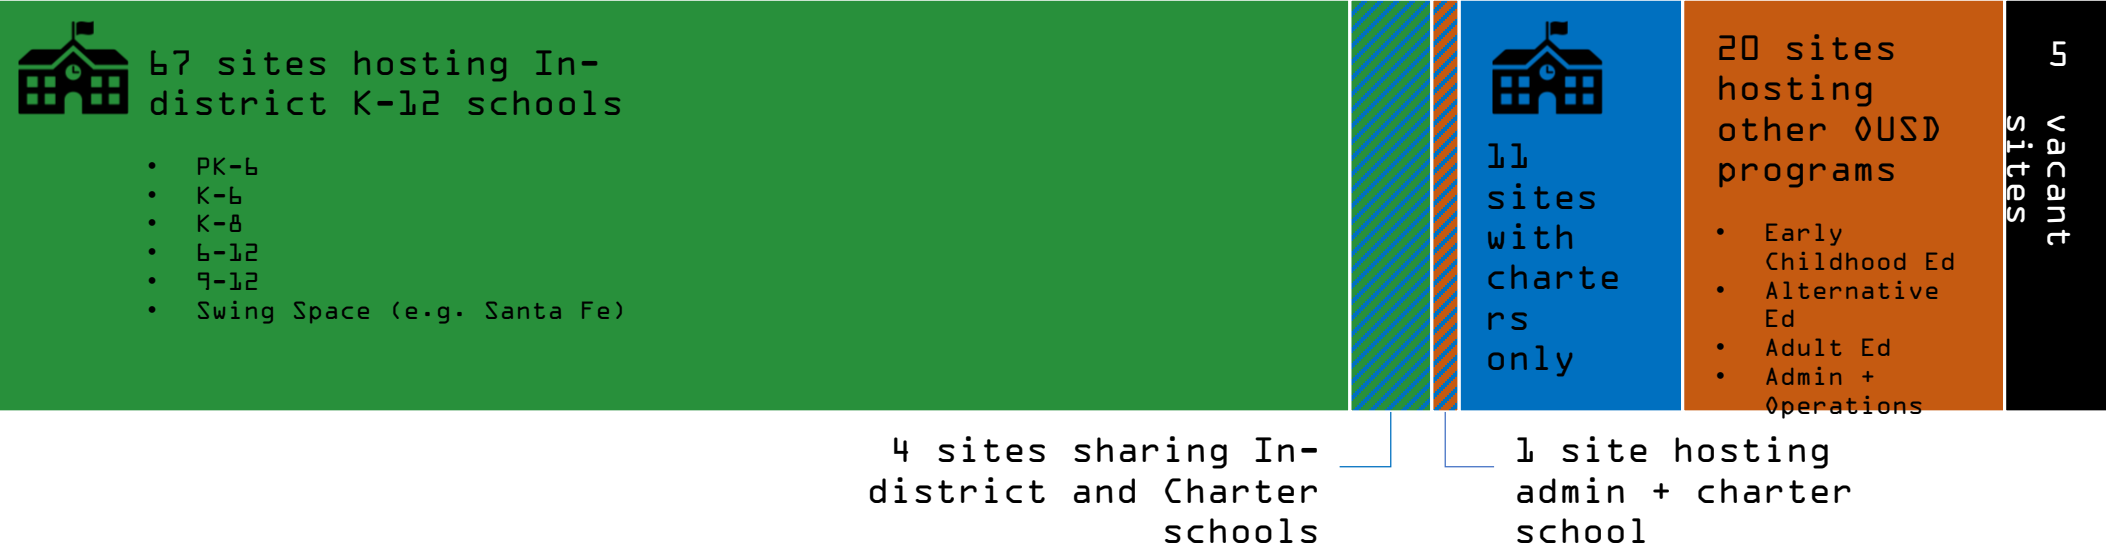 67 sites hosting In-
district K-12 schools
• PK-6
• K-6
• K-8
• 6-12
• 9-12
• Swing Space (e.g. Santa Fe)
4 sites sharing In-
district and Charter
schools
1 site hosting
admin + charter
school
11
sites
with
charte
rs
only
20 sites
hosting
other OUSD
programs
• Early
Childhood Ed
• Alternative
Ed
• Adult Ed
• Admin +
Operations
5 vacant
sites